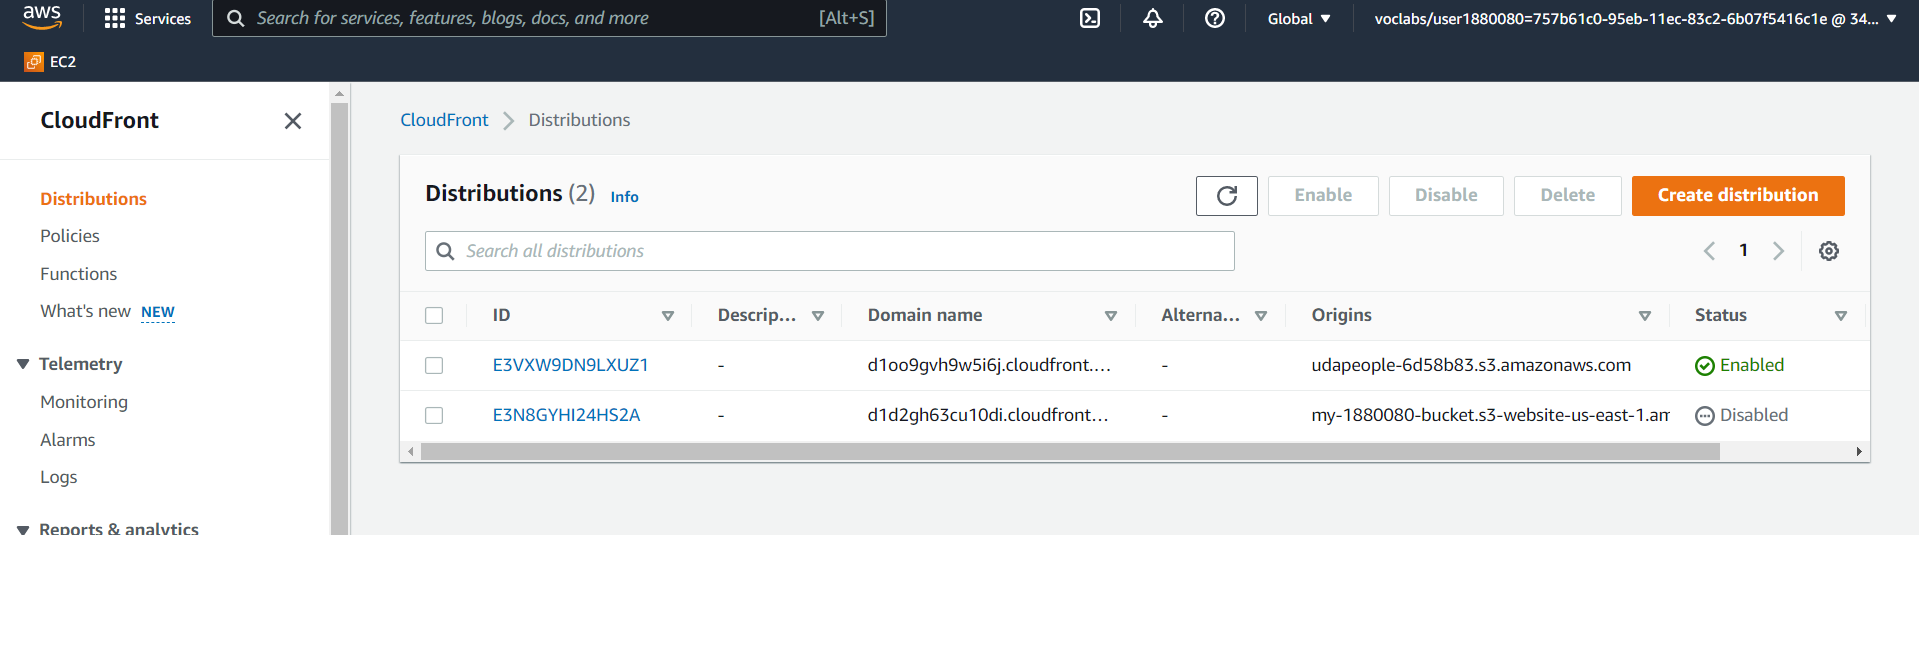 aws
Services
Search for services, features, blogs, docs, and more [Alt+S]
Global
voclabs/user1880080=757b61c0-95eb-11ec-83c2-6b07f5416c1e @ 34...
EC2
CloudFront
Distributions
Policies
Functions
What's new NEW
Telemetry
Monitoring
Alarms
Logs
Reports & analytics
CloudFront Distributions
Distributions (2) Info
Enable
Disable
Delete
Create distribution
Search all distributions
1
ID Descrip... Domain name Alterna... Origins Status
E3VXW9DN9LXUZ1 - d1oo9gvh9w5i6j.cloudfront.... - udapeople-6d58b83.s3.amazonaws.com Enabled
E3N8GYHI24HS2A - d1d2gh63cu10di.cloudfront... - my-1880080-bucket.s3-website-us-east-1.am Disabled